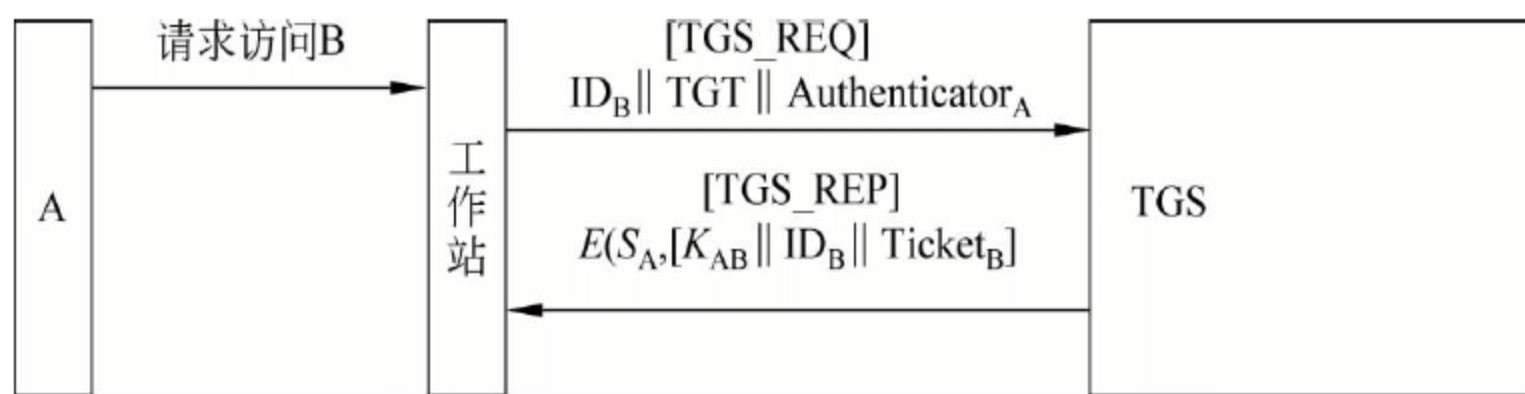 请求访问B
[TGS_REQ]
ID_B‖TGT‖Authenticator_A
A
工作站
[TGS_REP]
E(S_A,[K_AB‖ID_B‖Ticket_B]
TGS